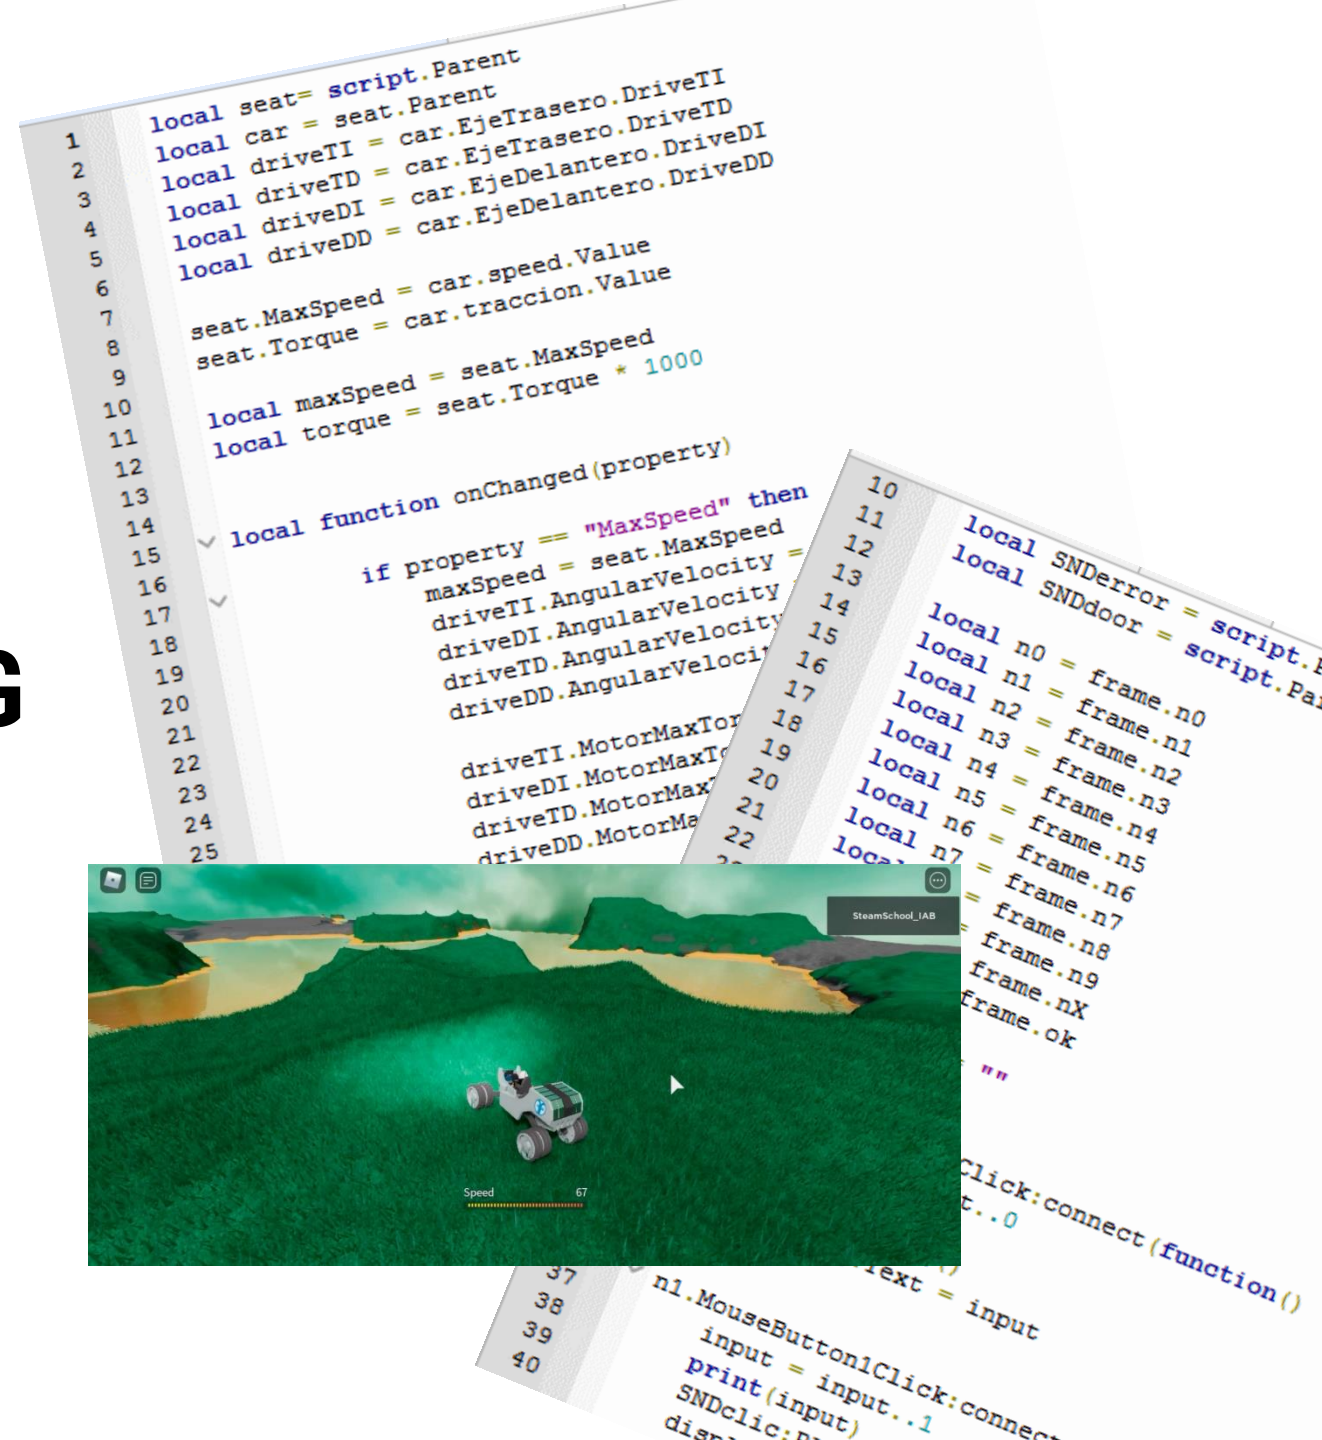 G
1
2
3
4
5
6
7
8
9
10
11
12
13
14
15
16
17
18
19
20
21
22
23
24
25
local seat= script.Parent
local car = seat.Parent
local driveTI = car.EjeTrasero.DriveTI
local driveTD = car.EjeTrasero.DriveTD
local driveDI = car.EjeDelantero.DriveDI
local driveDD = car.EjeDelantero.DriveDD
seat.MaxSpeed = car.speed.Value
seat.Torque = car.traccion.Value
local maxSpeed = seat.MaxSpeed
local torque = seat.Torque * 1000
local function onChanged(property)
if property == "MaxSpeed" then
maxSpeed = seat.MaxSpeed
driveTI.AngularVelocity =
driveDI.AngularVelocity
driveTD.AngularVelocity
driveDD.AngularVelocit
driveTI.MotorMaxTor
driveDI.MotorMaxTo
driveTD.MotorMax
driveDD.MotorMa
10
11
12
13
14
15
16
17
18
19
20
21
22
local SNDerror = script.P
local SNDdoor = script.Par
local n0 = frame.n0
local n1 = frame.n1
local n2 = frame.n2
local n3 = frame.n3
local n4 = frame.n4
local n5 = frame.n5
local n6 = frame.n6
local n7 = frame.n7
local = frame.n8
= frame.n9
frame.nX
frame.ok
""
Click:connect(function()
t..0
()
Text = input
37
38
39
40
n1.MouseButton1Click:connect
input = input..1
print(input)
SNDclic:
disp
SteamSchool_IAB
Speed 67